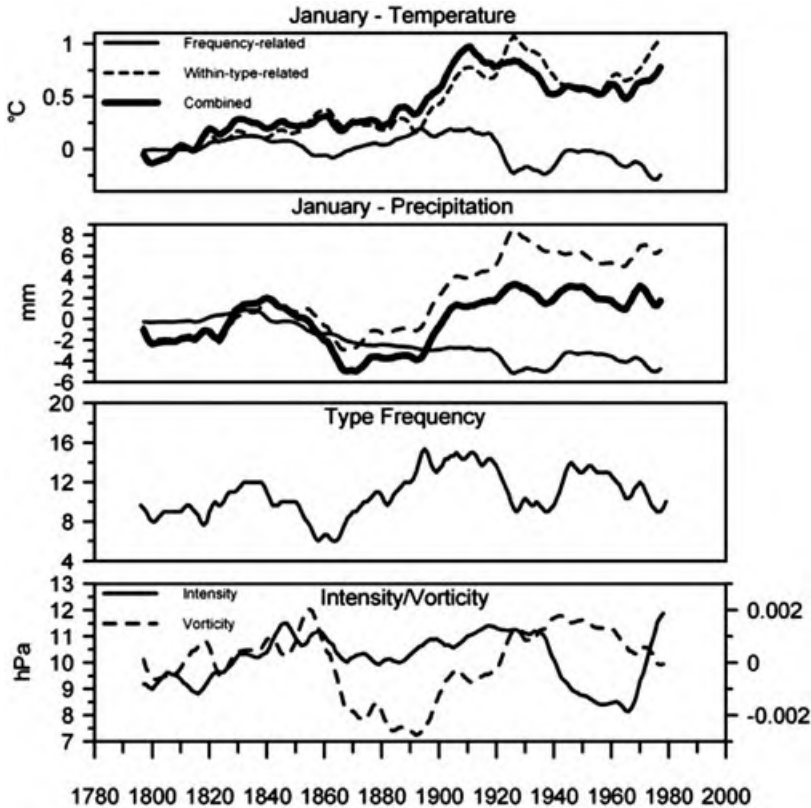 January - Temperature
1
0.5
0
°C
Frequency-related
Within-type-related
Combined
January - Precipitation
8
6
4
2
0
-2
-4
-6
mm
Type Frequency
20
16
12
8
4
Intensity/Vorticity
13
12
11
10
9
8
7
hPa
Intensity
Vorticity
0.002
0
-0.002
1780 1800 1820 1840 1860 1880 1900 1920 1940 1960 1980 2000